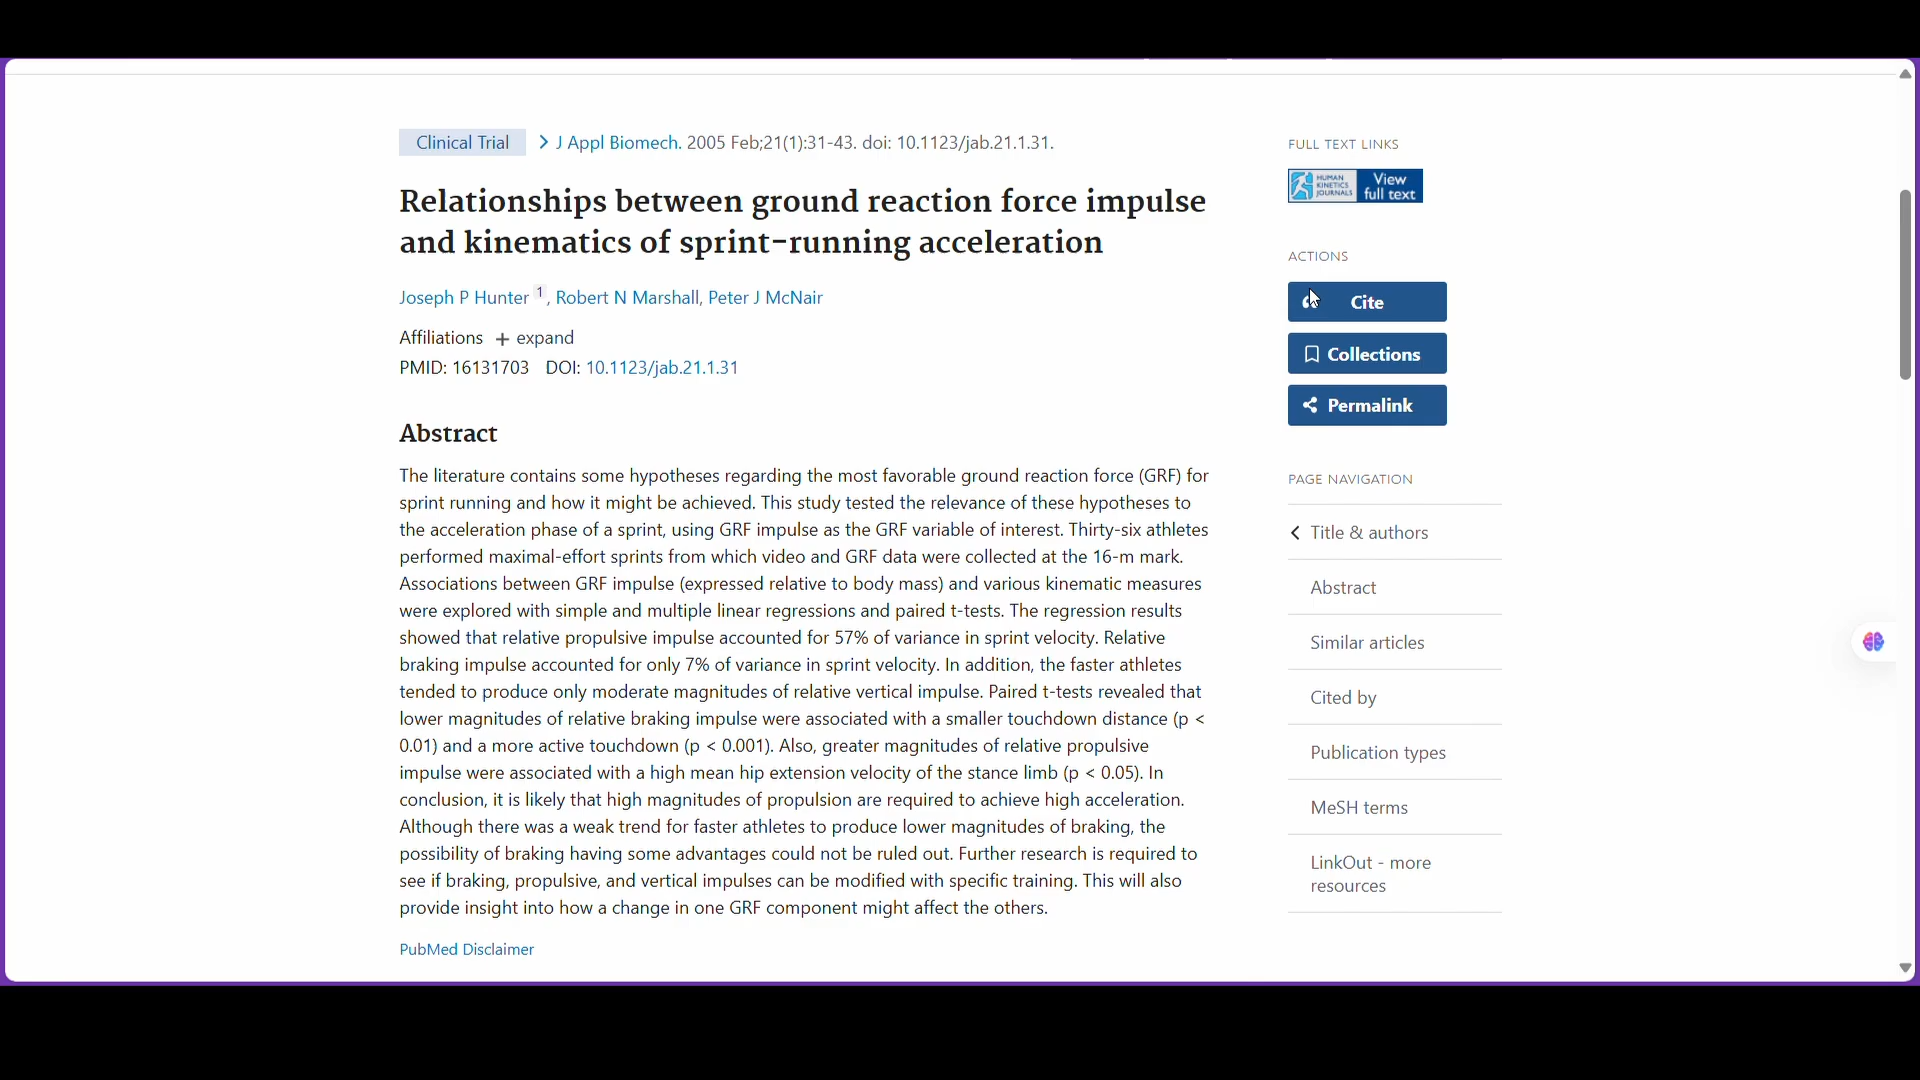 Clinical Trial > J Appl Biomech. 2005 Feb;21(1):31-43. doi: 10.1123/jab.21.1.31.
Relationships between ground reaction force impulse
and kinematics of sprint-running acceleration
Joseph P Hunter 1, Robert N Marshall, Peter J McNair
Affiliations + expand
PMID: 16131703 DOI: 10.1123/jab.21.1.31
Abstract
The literature contains some hypotheses regarding the most favorable ground reaction force (GRF) for
sprint running and how it might be achieved. This study tested the relevance of these hypotheses to
the acceleration phase of a sprint, using GRF impulse as the GRF variable of interest. Thirty-six athletes
performed maximal-effort sprints from which video and GRF data were collected at the 16-m mark.
Associations between GRF impulse (expressed relative to body mass) and various kinematic measures
were explored with simple and multiple linear regressions and paired t-tests. The regression results
showed that relative propulsive impulse accounted for 57% of variance in sprint velocity. Relative
braking impulse accounted for only 7% of variance in sprint velocity. In addition, the faster athletes
tended to produce only moderate magnitudes of relative vertical impulse. Paired t-tests revealed that
lower magnitudes of relative braking impulse were associated with a smaller touchdown distance (p <
0.01) and a more active touchdown (p < 0.001). Also, greater magnitudes of relative propulsive
impulse were associated with a high mean hip extension velocity of the stance limb (p < 0.05). In
conclusion, it is likely that high magnitudes of propulsion are required to achieve high acceleration.
Although there was a weak trend for faster athletes to produce lower magnitudes of braking, the
possibility of braking having some advantages could not be ruled out. Further research is required to
see if braking, propulsive, and vertical impulses can be modified with specific training. This will also
provide insight into how a change in one GRF component might affect the others.
PubMed Disclaimer
FULL TEXT LINKS
HUMAN
KINETICS
JOURNALS
View
full text
ACTIONS
Cite
Collections
Permalink
PAGE NAVIGATION
Title & authors
Abstract
Similar articles
Cited by
Publication types
MeSH terms
LinkOut - more
resources